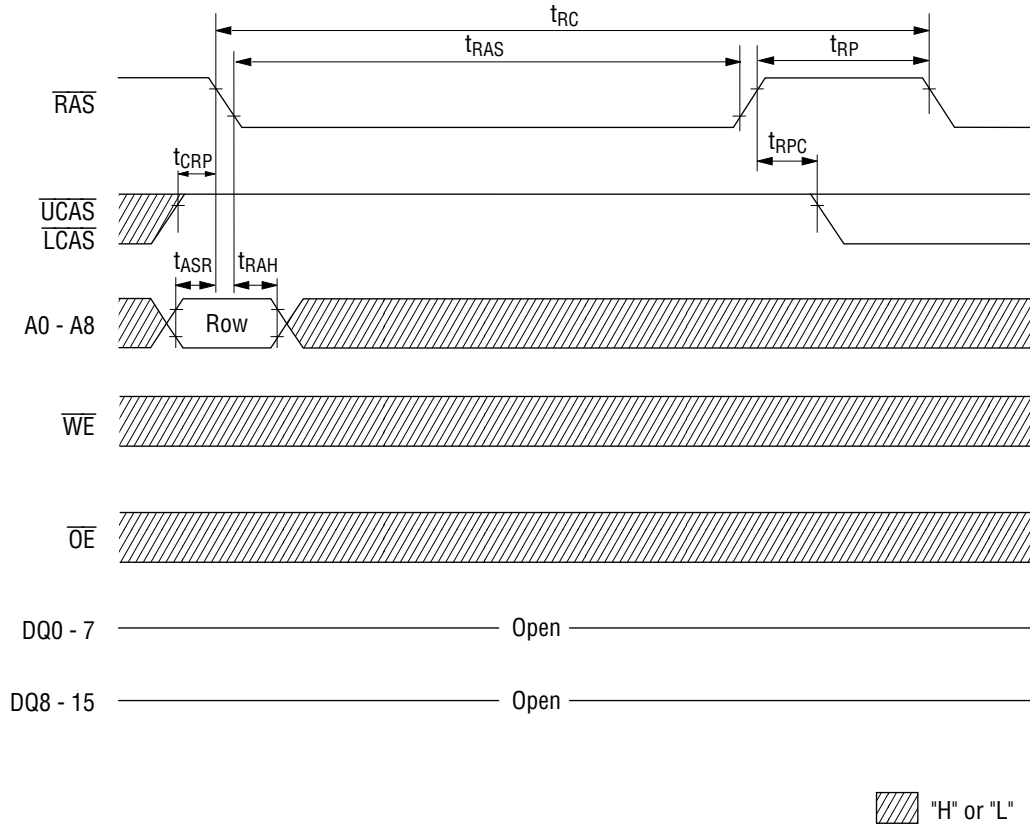 tRC
tRAS
tRP
RAS
tRPC
tCRP
UCAS
LCAS
tASR
tRAH
A0 - A8
Row
WE
OE
DQ0 - 7
Open
DQ8 - 15
Open
"H" or "L"